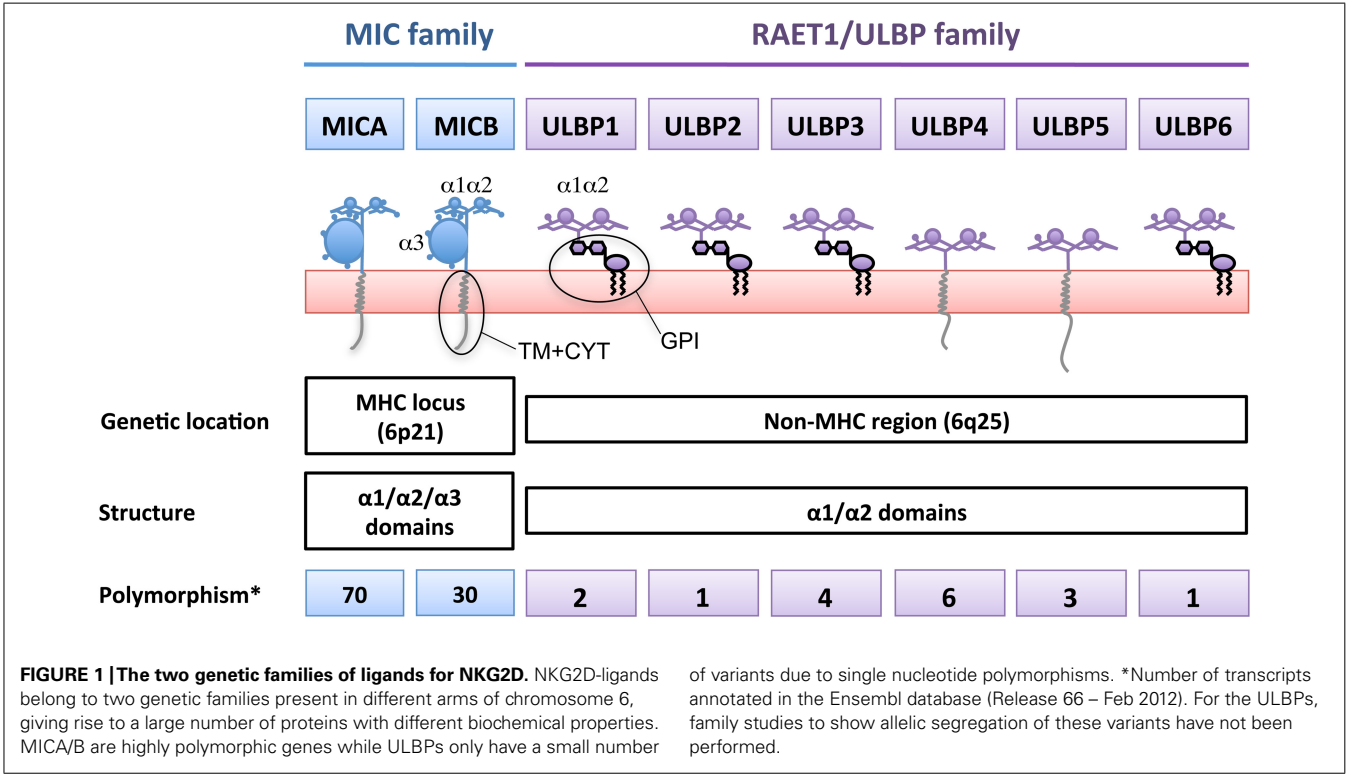 MIC family
RAET1/ULBP family
MICA
MICB
ULBP1
ULBP2
ULBP3
ULBP4
ULBP5
ULBP6
α1α2
α1α2
α3
GPI
TM+CYT
Genetic location
MHC locus
(6p21)
Non-MHC region (6q25)
Structure
α1/α2/α3
domains
α1/α2 domains
Polymorphism*
70
30
2
1
4
6
3
1
FIGURE 1 | The two genetic families of ligands for NKG2D. NKG2D-ligands
belong to two genetic families present in different arms of chromosome 6,
giving rise to a large number of proteins with different biochemical properties.
MICA/B are highly polymorphic genes while ULBPs only have a small number
of variants due to single nucleotide polymorphisms. *Number of transcripts
annotated in the Ensembl database (Release 66 – Feb 2012). For the ULBPs,
family studies to show allelic segregation of these variants have not been
performed.